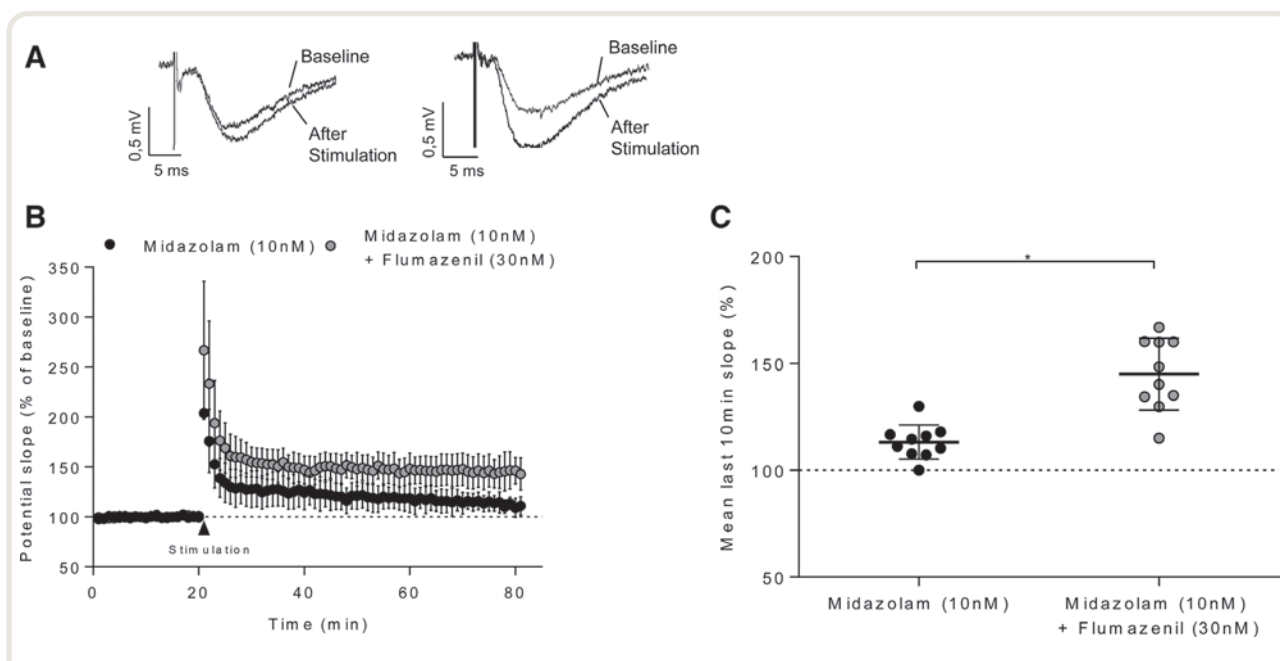 A
Baseline
After
Stimulation
0,5 mV
5 ms
Baseline
After
Stimulation
0,5 mV
5 ms
B
Midazolam (10nM)
Midazolam (10nM)
+ Flumazenil (30nM)
Potential slope (% of baseline)
350
300
250
200
150
100
50
Stimulation
0
20
40
60
80
Time (min)
C
Mean last 10min slope (%)
200
150
100
50
*
Midazolam (10nM)
Midazolam (10nM)
+ Flumazenil (30nM)